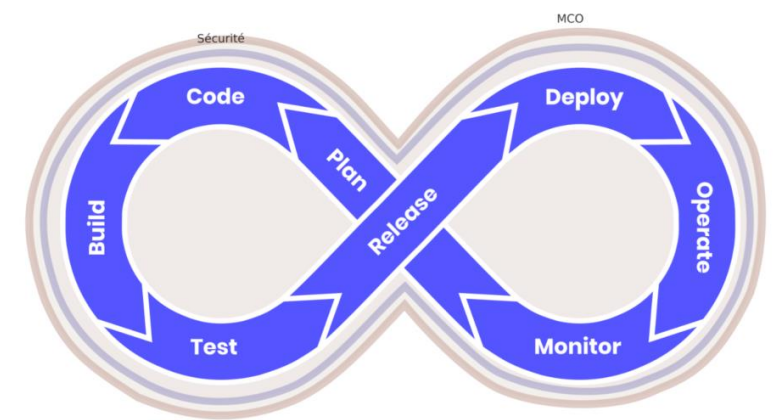 MCO
Sécurité
Code
Deploy
Plan
Build
Release
Operate
Test
Monitor